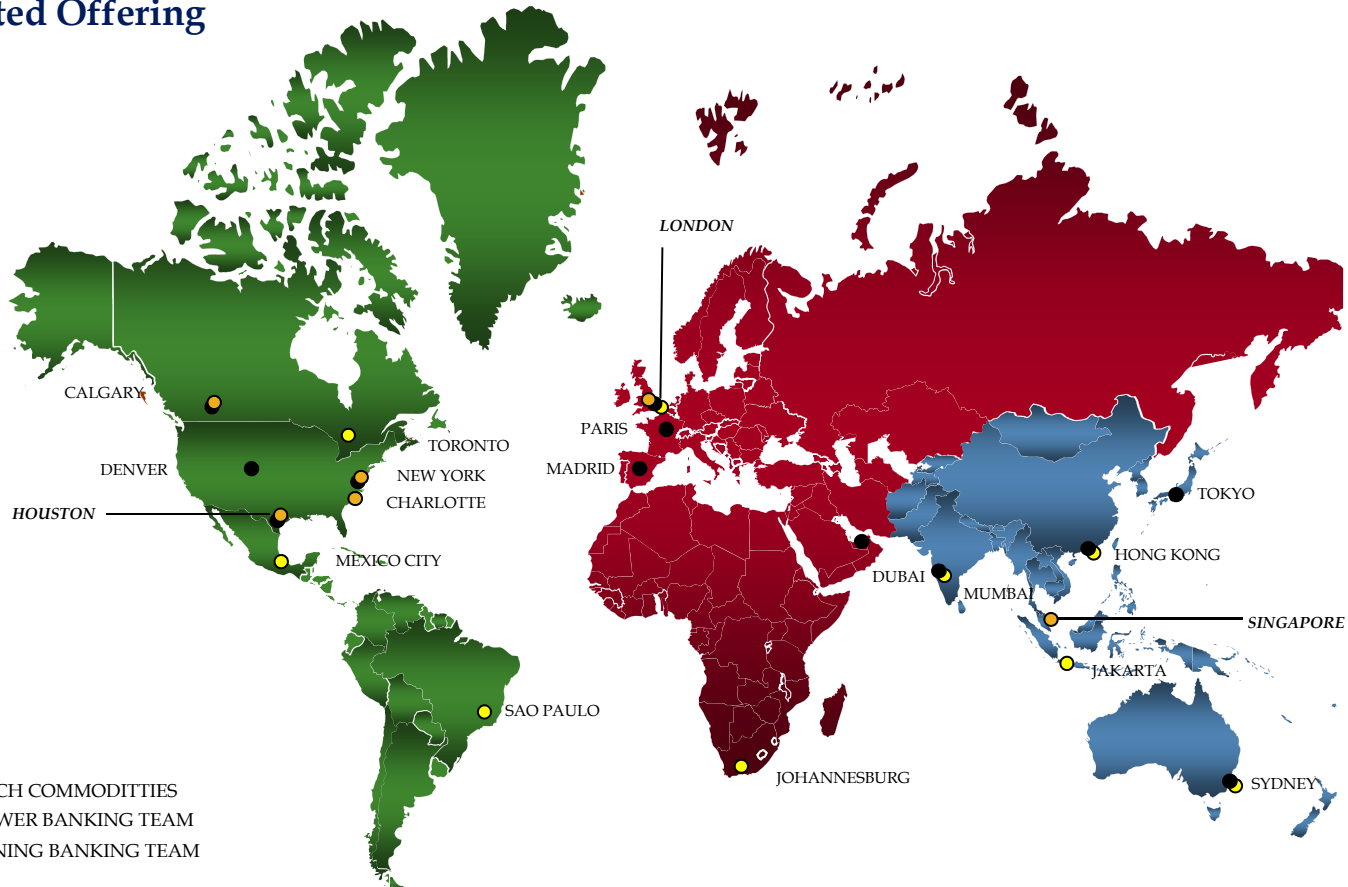 ted Offering
LONDON
CALGARY
TORONTO
PARIS
DENVER
MADRID
NEW YORK
CHARLOTTE
TOKYO
HOUSTON
MEXICO CITY
HONG KONG
DUBAI
MUMBAI
SINGAPORE
JAKARTA
SAO PAULO
JOHANNESBURG
SYDNEY
CH COMMODITTIES
WER BANKING TEAM
NING BANKING TEAM